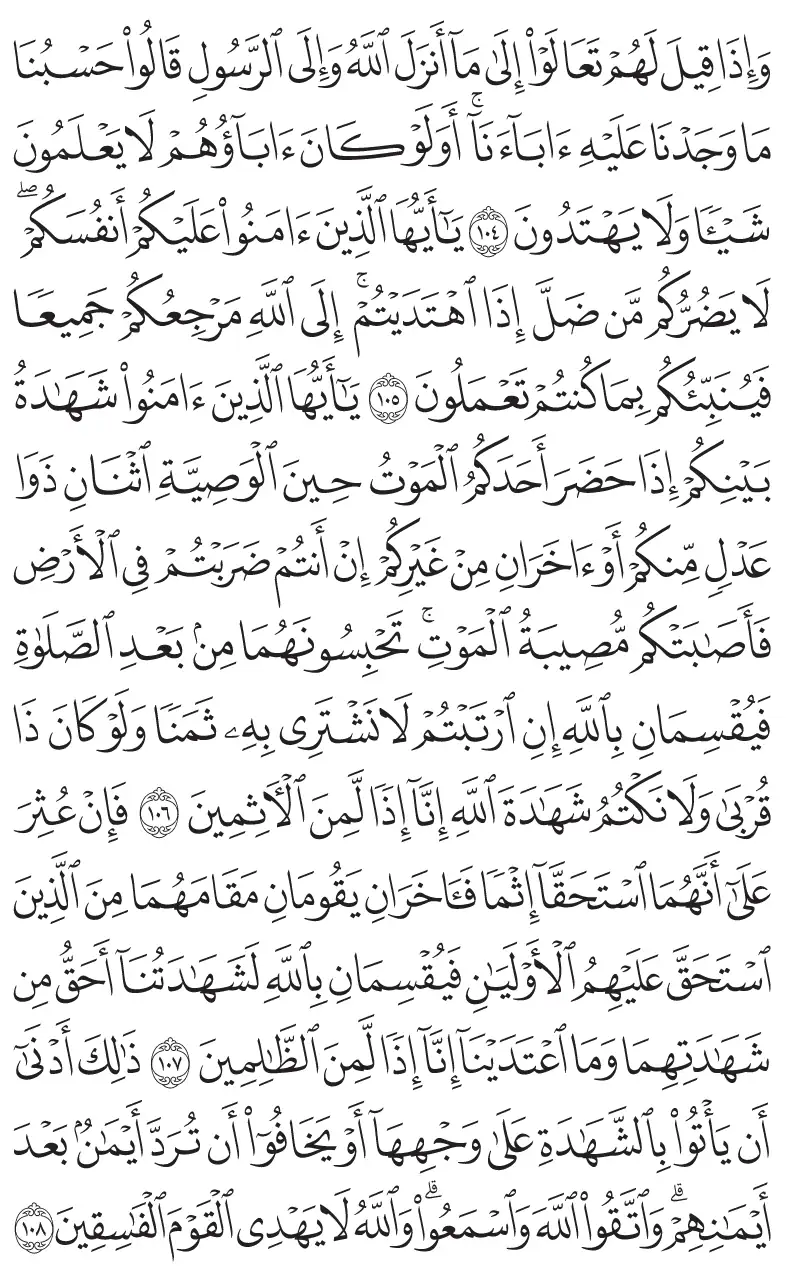 وَإِذَا قِيلَ لَهُمۡ تَعَالَوۡاْ إِلَىٰ مَآ أَنزَلَ ٱللَّهُ وَإِلَى ٱلرَّسُولِ قَالُواْ حَسۡبُنَا
مَا وَجَدۡنَا عَلَيۡهِ ءَابَآءَنَآۚ أَوَلَوۡ كَانَ ءَابَآؤُهُمۡ لَا يَعۡلَمُونَ
شَيۡـٔٗا وَلَا يَهۡتَدُونَ ١٠٤ يَـٰٓأَيُّهَا ٱلَّذِينَ ءَامَنُواْ عَلَيۡكُمۡ أَنفُسَكُمۡۖ
لَا يَضُرُّكُم مَّن ضَلَّ إِذَا ٱهۡتَدَيۡتُمۡۚ إِلَى ٱللَّهِ مَرۡجِعُكُمۡ جَمِيعٗا
فَيُنَبِّئُكُم بِمَا كُنتُمۡ تَعۡمَلُونَ ١٠٥ يَـٰٓأَيُّهَا ٱلَّذِينَ ءَامَنُواْ شَهَٰدَةُ
بَيۡنِكُمۡ إِذَا حَضَرَ أَحَدَكُمُ ٱلۡمَوۡتُ حِينَ ٱلۡوَصِيَّةِ ٱثۡنَانِ ذَوَا
عَدۡلٖ مِّنكُمۡ أَوۡ ءَاخَرَانِ مِنۡ غَيۡرِكُمۡ إِنۡ أَنتُمۡ ضَرَبۡتُمۡ فِي ٱلۡأَرۡضِ
فَأَصَٰبَتۡكُم مُّصِيبَةُ ٱلۡمَوۡتِۚ تَحۡبِسُونَهُمَا مِنۢ بَعۡدِ ٱلصَّلَوٰةِ
فَيُقۡسِمَانِ بِٱللَّهِ إِنِ ٱرۡتَبۡتُمۡ لَا نَشۡتَرِي بِهِۦ ثَمَنٗا وَلَوۡ كَانَ ذَا
قُرۡبَىٰ وَلَا نَكۡتُمُ شَهَٰدَةَ ٱللَّهِ إِنَّآ إِذٗا لَّمِنَ ٱلۡأٓثِمِينَ ١٠٦ فَإِنۡ عُثِرَ
عَلَىٰٓ أَنَّهُمَا ٱسۡتَحَقَّآ إِثۡمٗا فَـَٔاخَرَانِ يَقُومَانِ مَقَامَهُمَا مِنَ ٱلَّذِينَ
ٱسۡتَحَقَّ عَلَيۡهِمُ ٱلۡأَوۡلَيَٰنِ فَيُقۡسِمَانِ بِٱللَّهِ لَشَهَٰدَتُنَآ أَحَقُّ مِن
شَهَٰدَتِهِمَا وَمَا ٱعۡتَدَيۡنَآ إِنَّآ إِذٗا لَّمِنَ ٱلظَّٰلِمِينَ ١٠٧ ذَٰلِكَ أَدۡنَىٰٓ
أَن يَأۡتُواْ بِٱلشَّهَٰدَةِ عَلَىٰ وَجۡهِهَآ أَوۡ يَخَافُوٓاْ أَن تُرَدَّ أَيۡمَٰنُۢ بَعۡدَ
أَيۡمَٰنِهِمۡۗ وَٱتَّقُواْ ٱللَّهَ وَٱسۡمَعُواْۗ وَٱللَّهُ لَا يَهۡدِي ٱلۡقَوۡمَ ٱلۡفَٰسِقِينَ ١٠٨